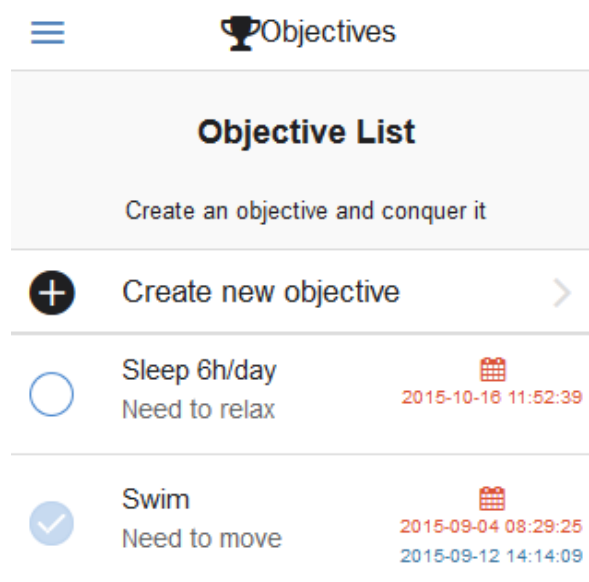 Objectives
Objective List
Create an objective and conquer it
Create new objective
Sleep 6h/day
Need to relax
2015-10-16 11:52:39
Swim
Need to move
2015-09-04 08:29:25
2015-09-12 14:14:09